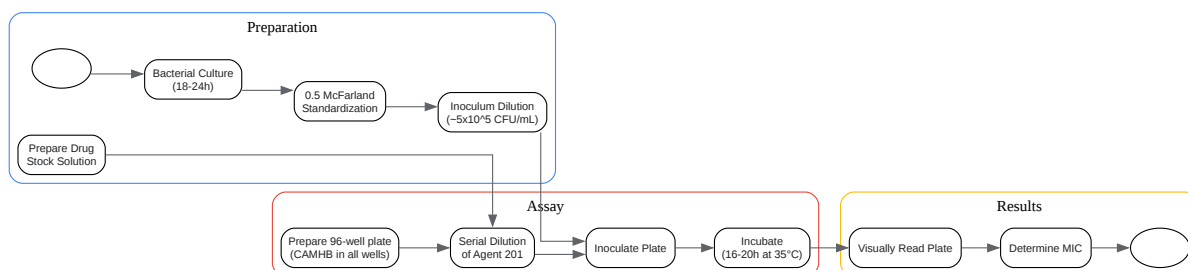 Preparation
Bacterial Culture
(18-24h)
0.5 McFarland
Standardization
Inoculum Dilution
(~5x10^5 CFU/mL)
Prepare Drug
Stock Solution
Assay
Prepare 96-well plate
(CAMHB in all wells)
Serial Dilution
of Agent 201
Inoculate Plate
Incubate
(16-20h at 35°C)
Results
Visually Read Plate
Determine MIC